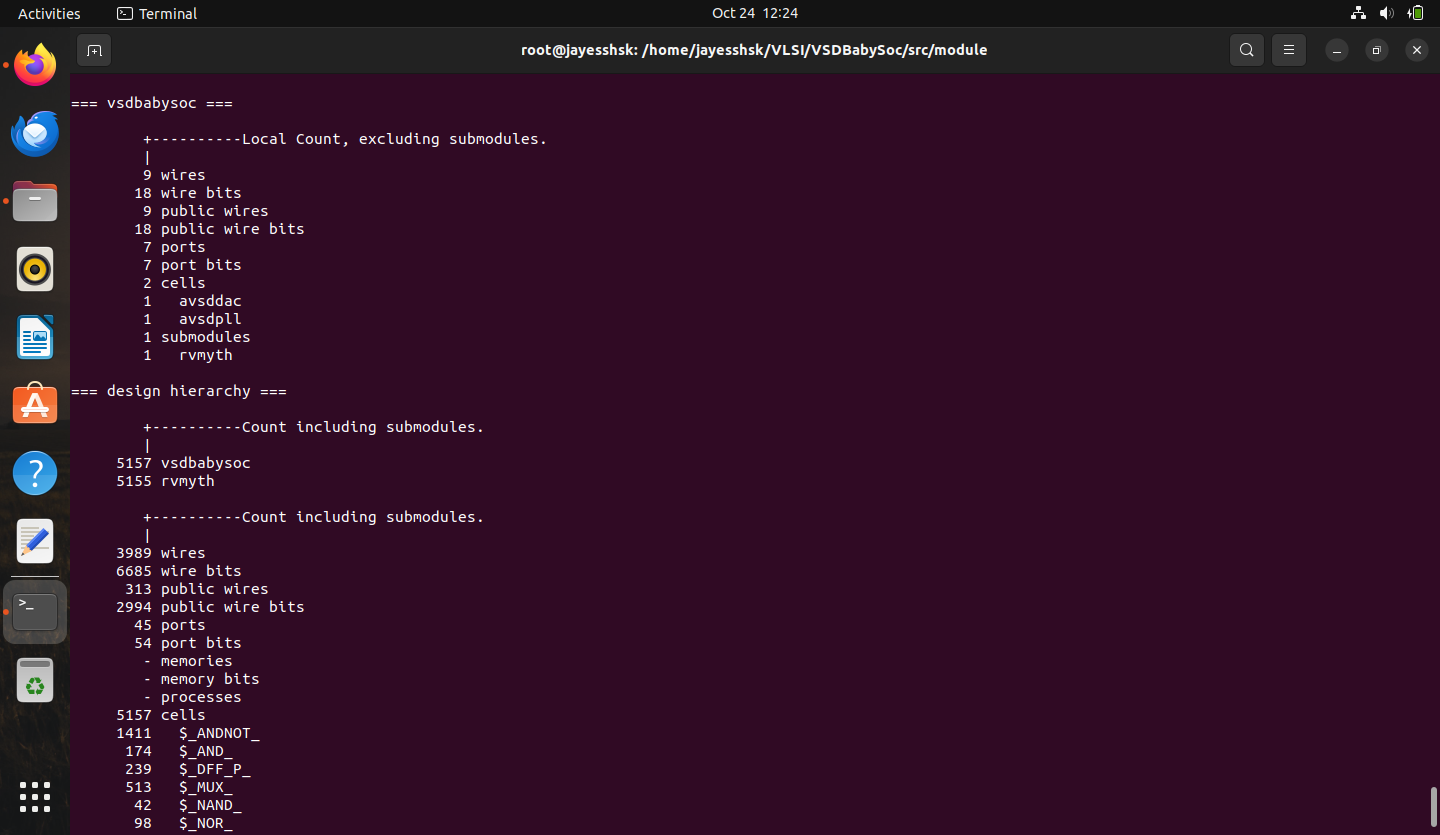 Activities Terminal Oct 24 12:24
root@jayesshsk: /home/jayesshsk/VLSI/VSDBabySoc/src/module
=== vsdbabysoc ===
+----------Local Count, excluding submodules.
|
9 wires
18 wire bits
9 public wires
18 public wire bits
7 ports
7 port bits
2 cells
1   avsddac
1   avsdpll
1 submodules
1   rvmyth
=== design hierarchy ===
+----------Count including submodules.
|
5157 vsdbabysoc
5155 rvmyth
+----------Count including submodules.
|
3989 wires
6685 wire bits
313 public wires
2994 public wire bits
45 ports
54 port bits
- memories
- memory bits
- processes
5157 cells
1411   $_ANDNOT_
174   $_AND_
239   $_DFF_P_
513   $_MUX_
42   $_NAND_
98   $_NOR_